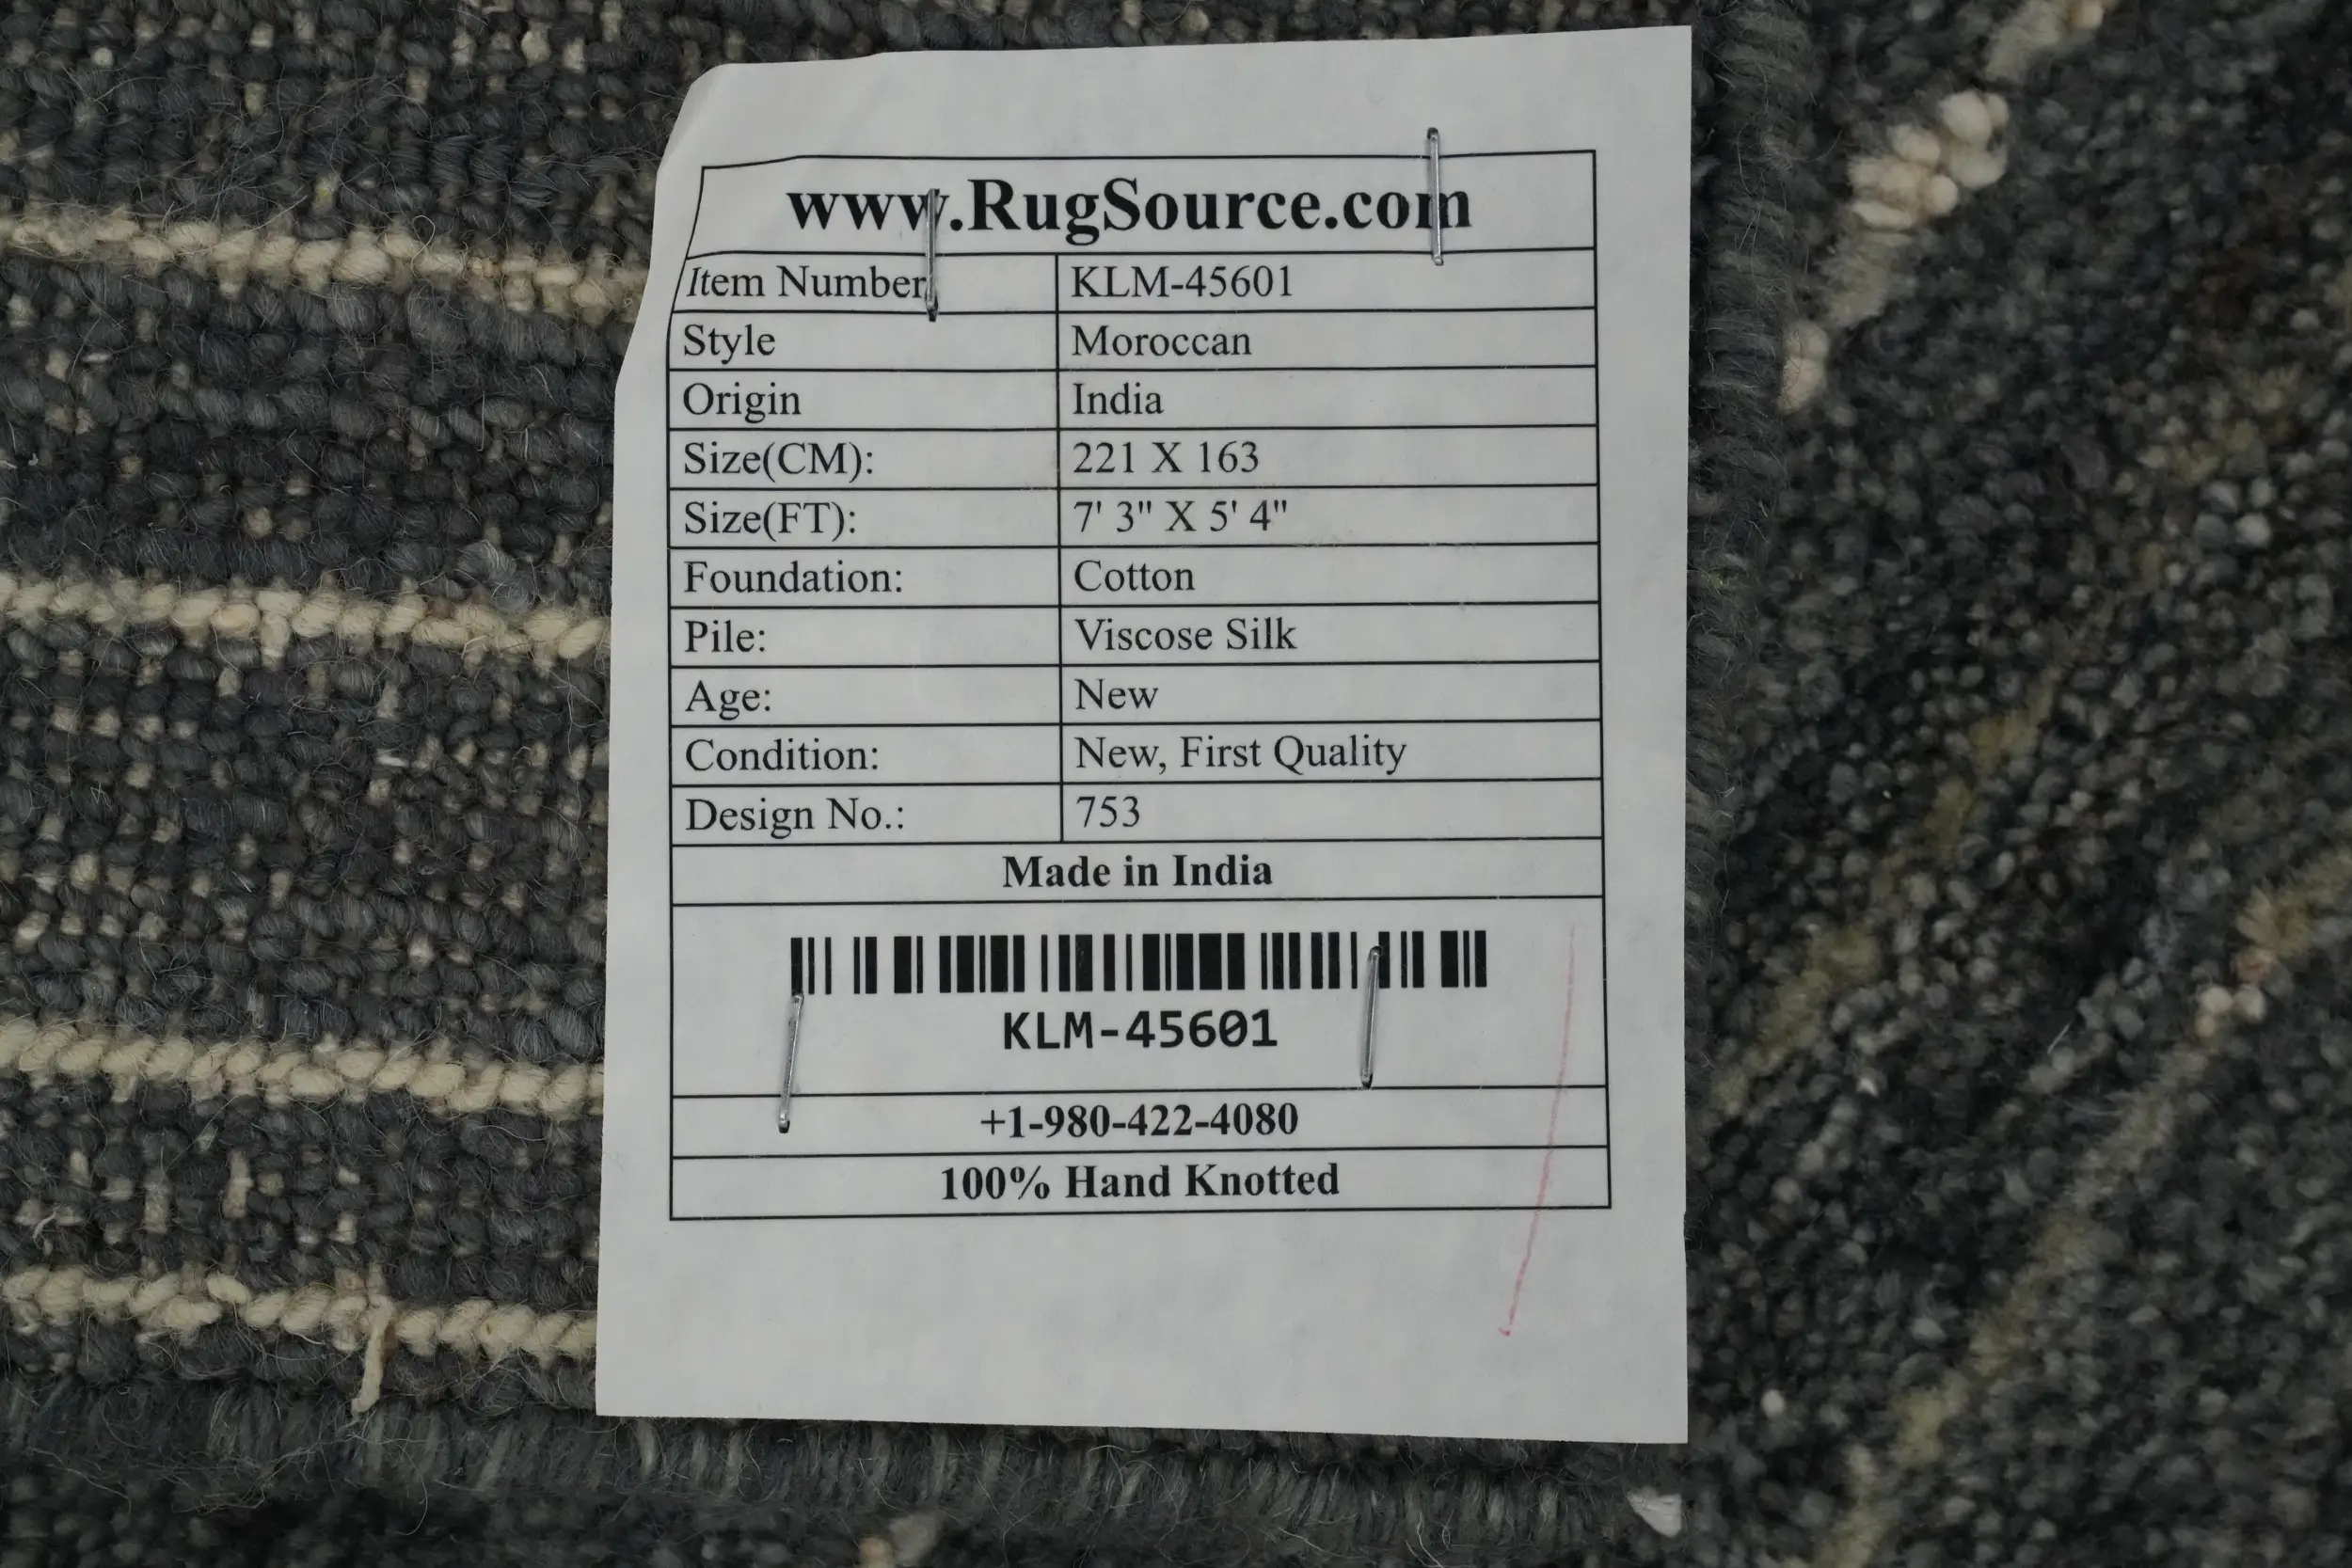 www.RugSource.com
Item Number KLM-45601
Style Moroccan
Origin India
Size(CM): 221 X 163
Size(FT): 7' 3" X 5' 4"
Foundation: Cotton
Pile: Viscose Silk
Age: New
Condition: New, First Quality
Design No.: 753
Made in India
KLM-45601
+1-980-422-4080
100% Hand Knotted